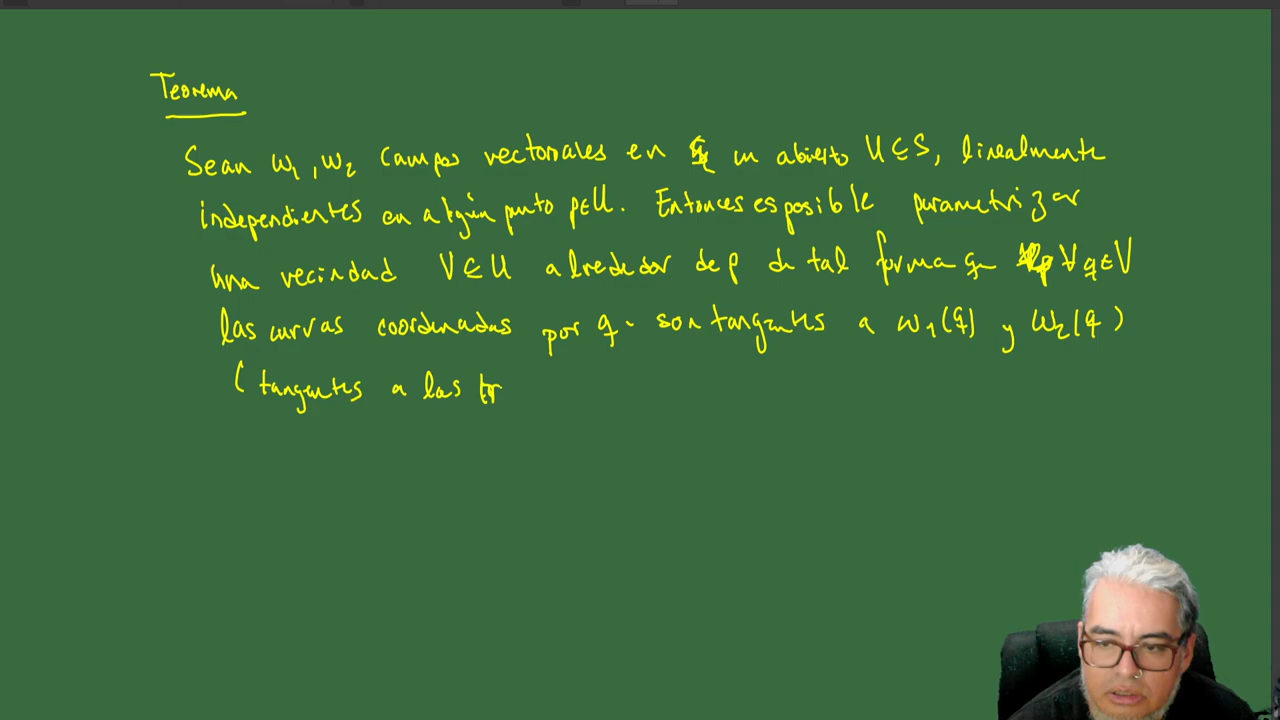 Teorema
Sean w₁, w₂ campos vectoriales en un abierto U ⊆ S, linealmente
independientes en algún punto p∈U. Entonces es posible parametrizar
una vecindad V ⊆ U alrededor de p de tal forma que ∀q∈V
las curvas coordenadas por q son tangentes a w₁(q) y w₂(q)
(tangentes a las tr